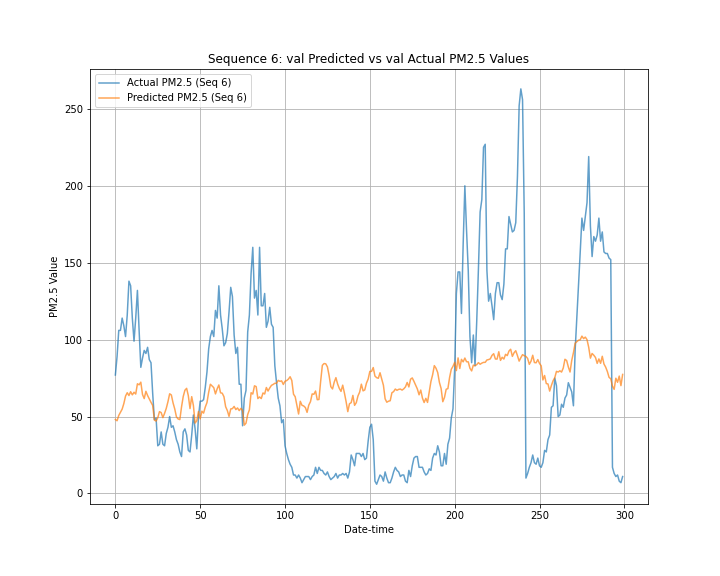 Sequence 6: val Predicted vs val Actual PM2.5 Values
Actual PM2.5 (Seq 6)
Predicted PM2.5 (Seq 6)
250
200
150
100
50
0
PM2.5 Value
0 50 100 150 200 250 300
Date-time